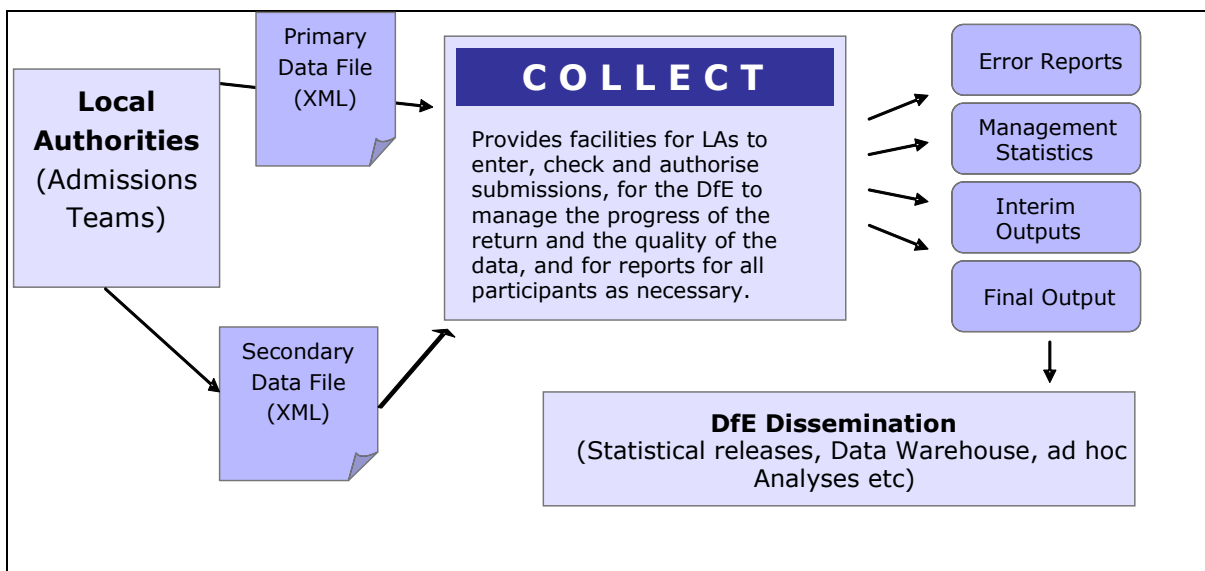 Local
Authorities
(Admissions
Teams)
Primary
Data File
(XML)
Secondary
Data File
(XML)
C O L L E C T
Provides facilities for LAs to
enter, check and authorise
submissions, for the DfE to
manage the progress of the
return and the quality of the
data, and for reports for all
participants as necessary.
Error Reports
Management
Statistics
Interim
Outputs
Final Output
DfE Dissemination
(Statistical releases, Data Warehouse, ad hoc
Analyses etc)